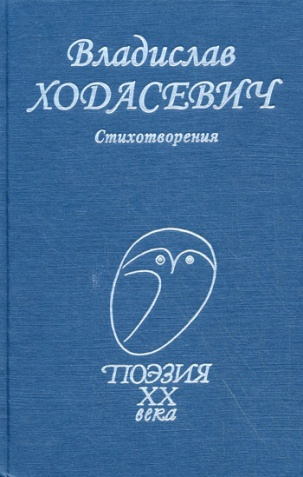 Владислав
ХОДАСЕВИЧ
Стихотворения
ПОЭЗИЯ
XX
века